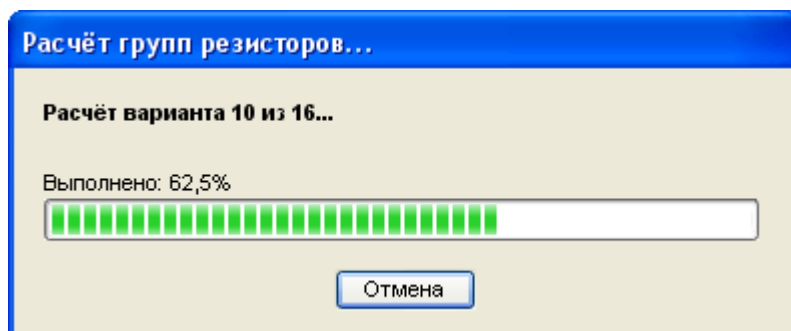 Расчёт групп резисторов...
Расчёт варианта 10 из 16...
Выполнено: 62,5%
Отмена